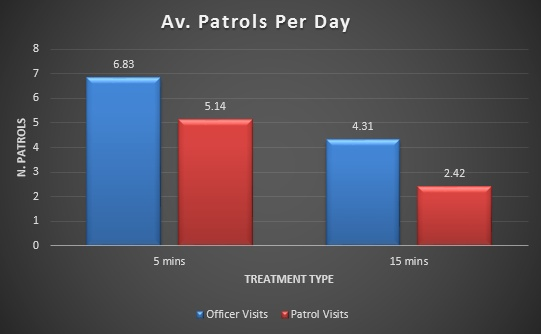 Av. Patrols Per Day
8
7
6
5
4
3
2
1
0
N. PATROLS
6.83
5.14
4.31
2.42
5 mins
15 mins
TREATMENT TYPE
Officer Visits
Patrol Visits